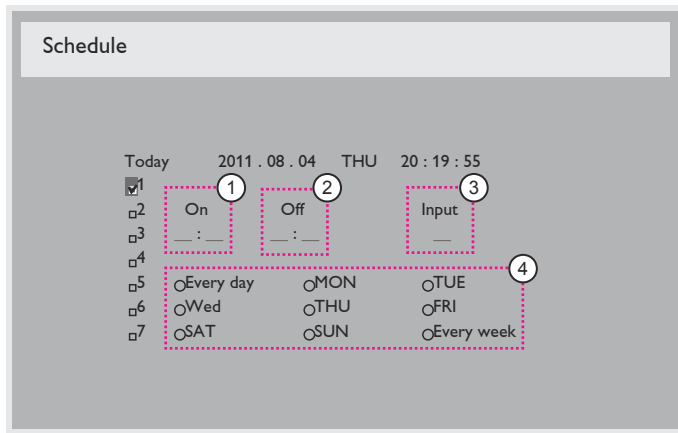 Schedule
Today 2011 . 08 . 04 THU 20 : 19 : 55
1 1 2 3
2 On Off Input
3 __ : __ __ : __ __
4 4
5 Every day MON TUE
6 Wed THU FRI
7 SAT SUN Every week